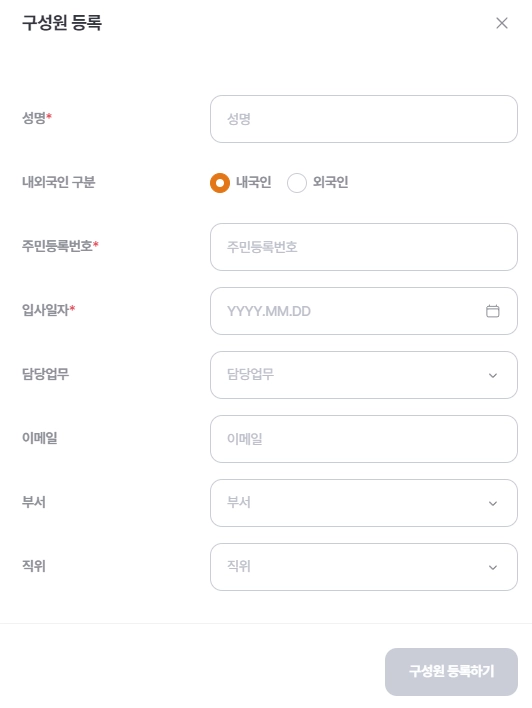 구성원 등록
성명*
성명
내외국인 구분
내국인 외국인
주민등록번호*
주민등록번호
입사일자*
YYYY.MM.DD
담당업무
담당업무
이메일
이메일
부서
부서
직위
직위
구성원 등록하기